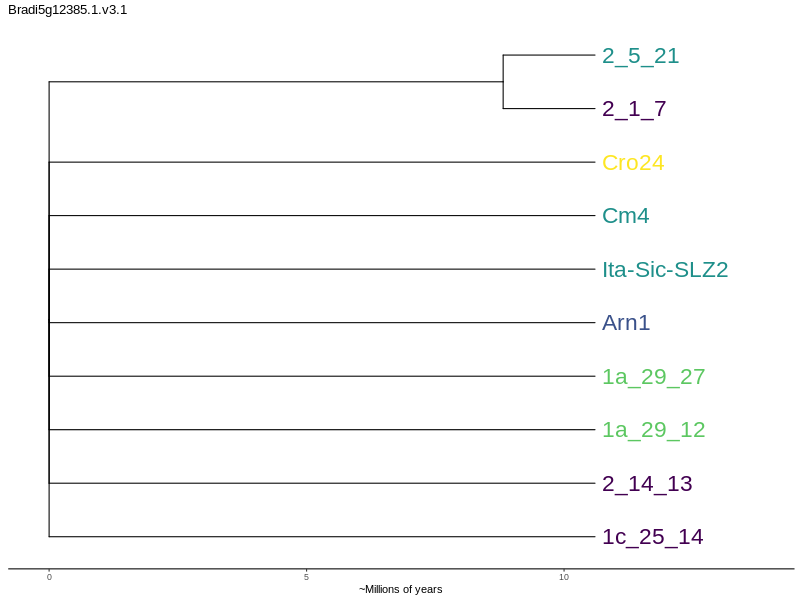 Bradi5g12385.1.v3.1
2_5_21
2_1_7
Cro24
Cm4
Ita-Sic-SLZ2
Arn1
1a_29_27
1a_29_12
2_14_13
1c_25_14
0 5 10
~Millions of years